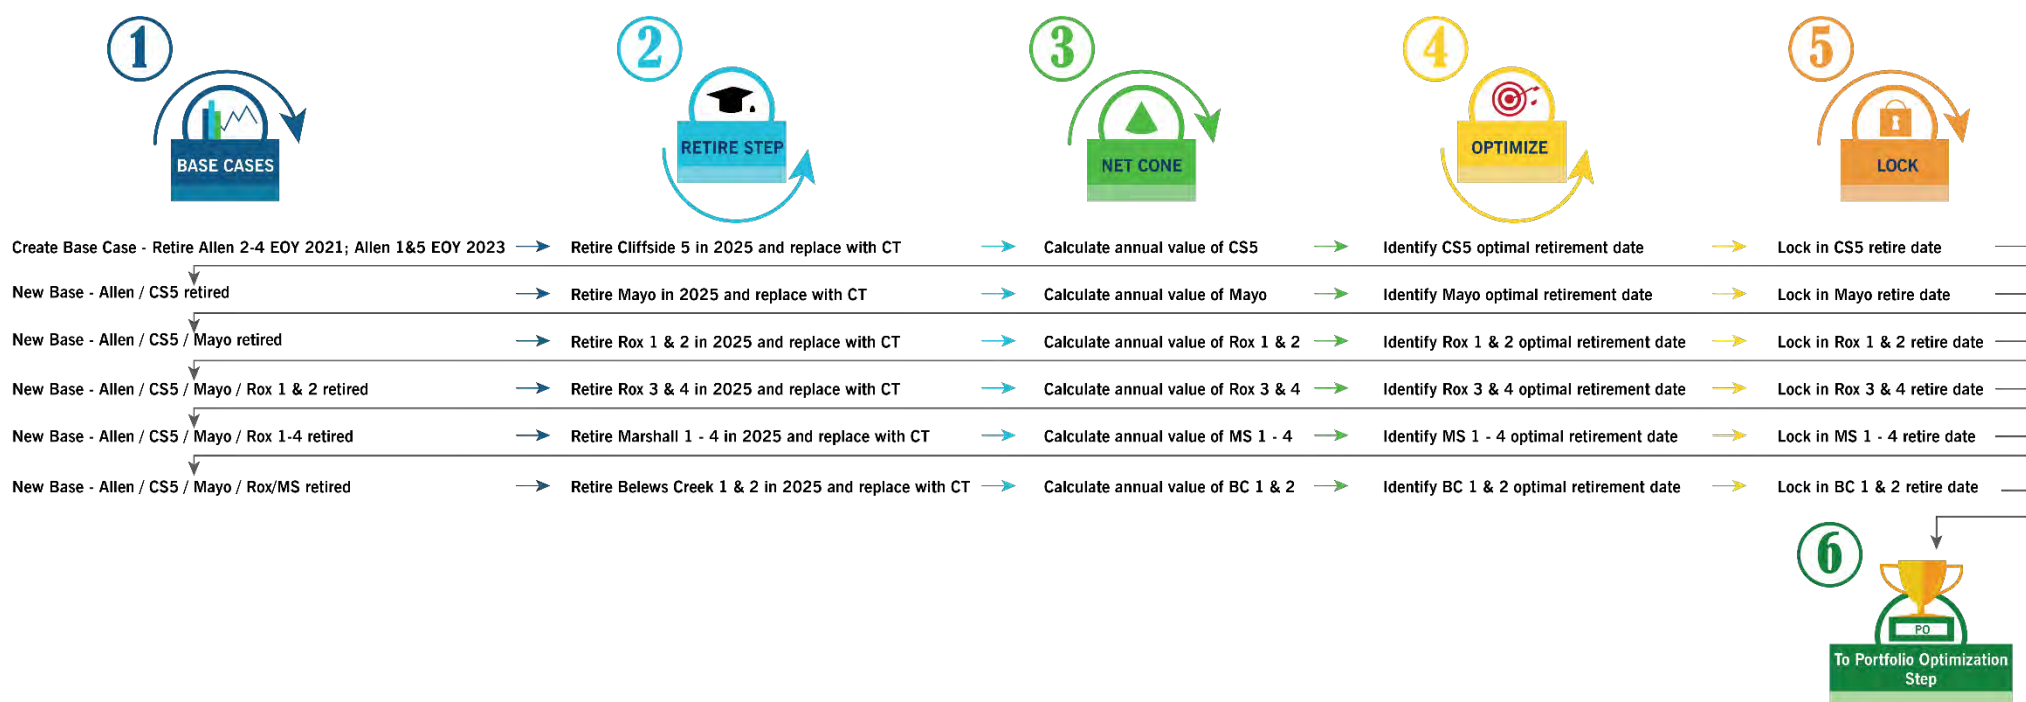 1
2
3
4
5
BASE CASES
RETIRE STEP
NET CONE
OPTIMIZE
LOCK
Create Base Case - Retire Allen 2-4 EOY 2021; Allen 1&5 EOY 2023
Retire Cliffside 5 in 2025 and replace with CT
Calculate annual value of CS5
Identify CS5 optimal retirement date
Lock in CS5 retire date
New Base - Allen / CS5 retired
Retire Mayo in 2025 and replace with CT
Calculate annual value of Mayo
Identify Mayo optimal retirement date
Lock in Mayo retire date
New Base - Allen / CS5 / Mayo retired
Retire Rox 1 & 2 in 2025 and replace with CT
Calculate annual value of Rox 1 & 2
Identify Rox 1 & 2 optimal retirement date
Lock in Rox 1 & 2 retire date
New Base - Allen / CS5 / Mayo / Rox 1 & 2 retired
Retire Rox 3 & 4 in 2025 and replace with CT
Calculate annual value of Rox 3 & 4
Identify Rox 3 & 4 optimal retirement date
Lock in Rox 3 & 4 retire date
New Base - Allen / CS5 / Mayo / Rox 1-4 retired
Retire Marshall 1 - 4 in 2025 and replace with CT
Calculate annual value of MS 1 - 4
Identify MS 1 - 4 optimal retirement date
Lock in MS 1 - 4 retire date
New Base - Allen / CS5 / Mayo / Rox/MS retired
Retire Belews Creek 1 & 2 in 2025 and replace with CT
Calculate annual value of BC 1 & 2
Identify BC 1 & 2 optimal retirement date
Lock in BC 1 & 2 retire date
6
PO
To Portfolio Optimization
Step